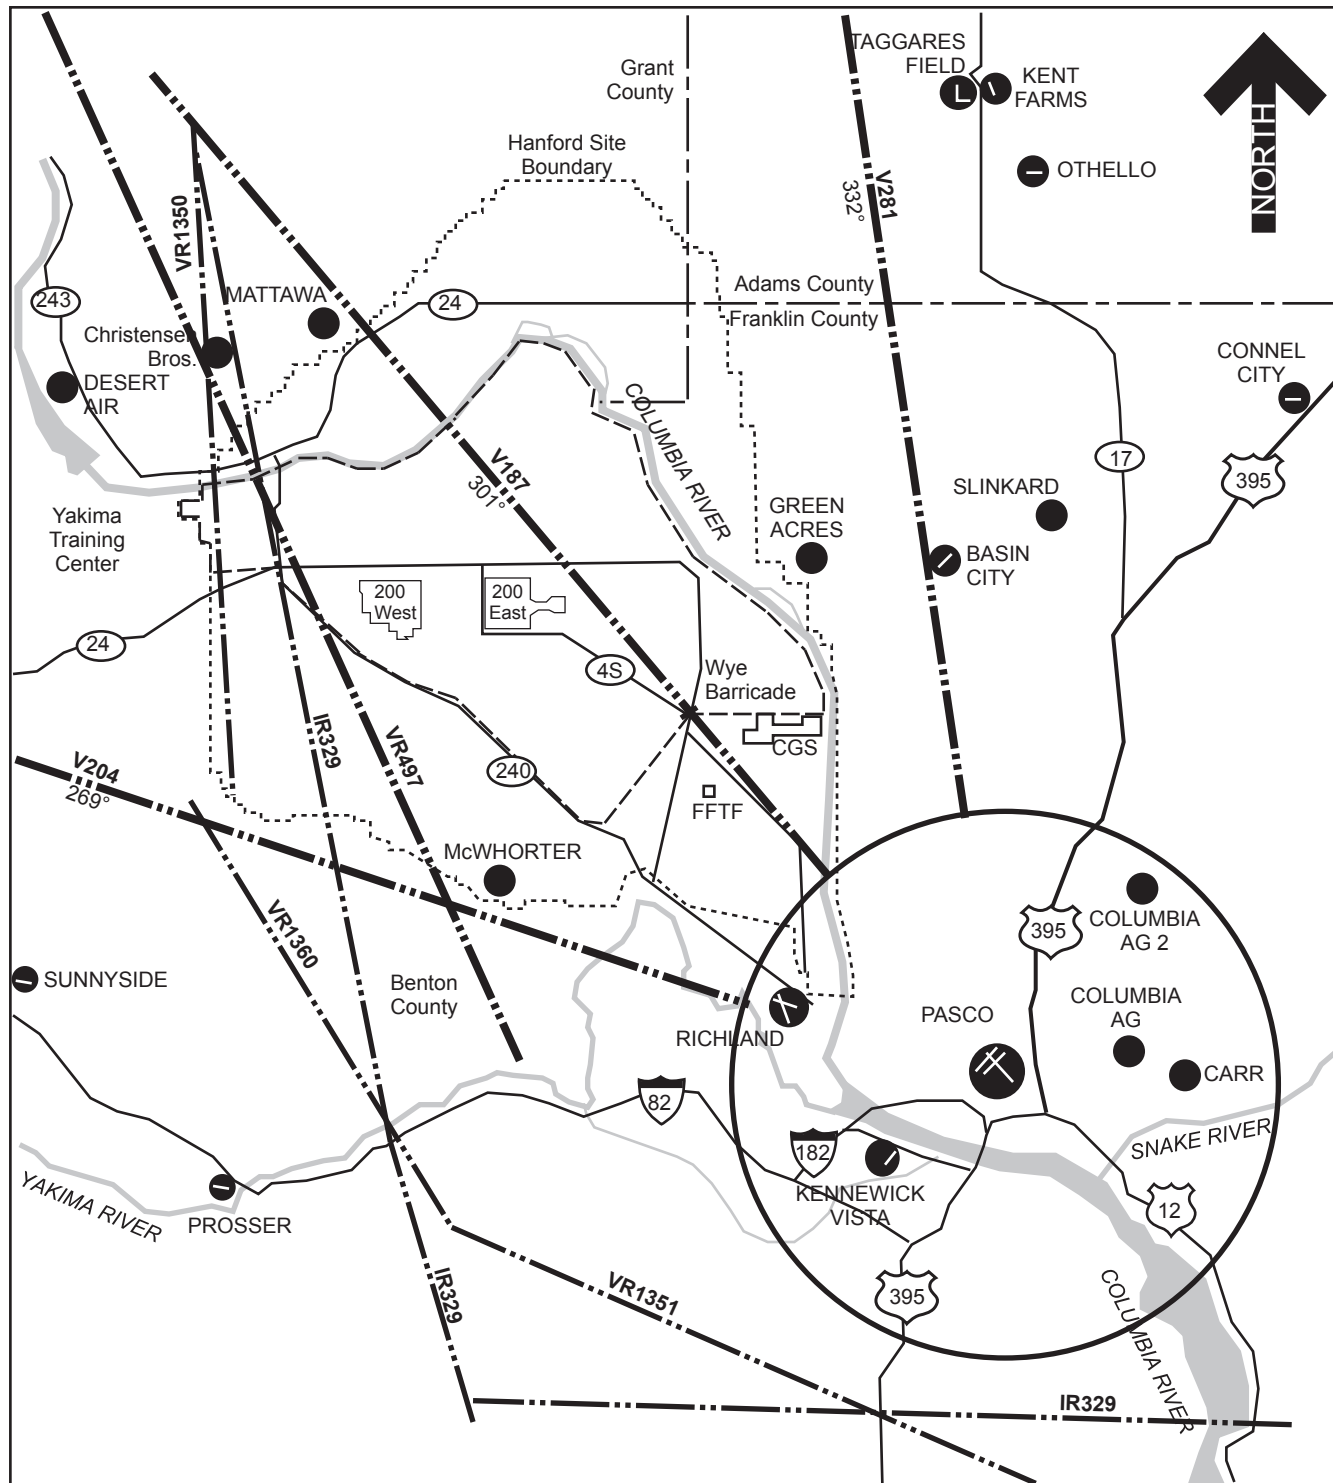 TAGGARES
FIELD
KENT
FARMS
NORTH
Grant
County
Hanford Site
Boundary
OTHELLO
V281
332°
VR1350
243
MATTAWA
24
Adams County
Franklin County
Christensen
Bros.
DESERT
AIR
CONNEL
CITY
COLUMBIA RIVER
V187
301°
17
395
SLINKARD
GREEN
ACRES
BASIN
CITY
Yakima
Training
Center
200
West
200
East
24
4S
Wye
Barricade
CGS
IR329
VR497
240
V204
269°
FFTF
McWHORTER
VR1360
395
COLUMBIA
AG 2
SUNNYSIDE
Benton
County
RICHLAND
PASCO
COLUMBIA
AG
CARR
82
182
SNAKE RIVER
KENNEWICK
VISTA
YAKIMA RIVER
PROSSER
12
IR329
VR1351
395
COLUMBIA RIVER
IR329